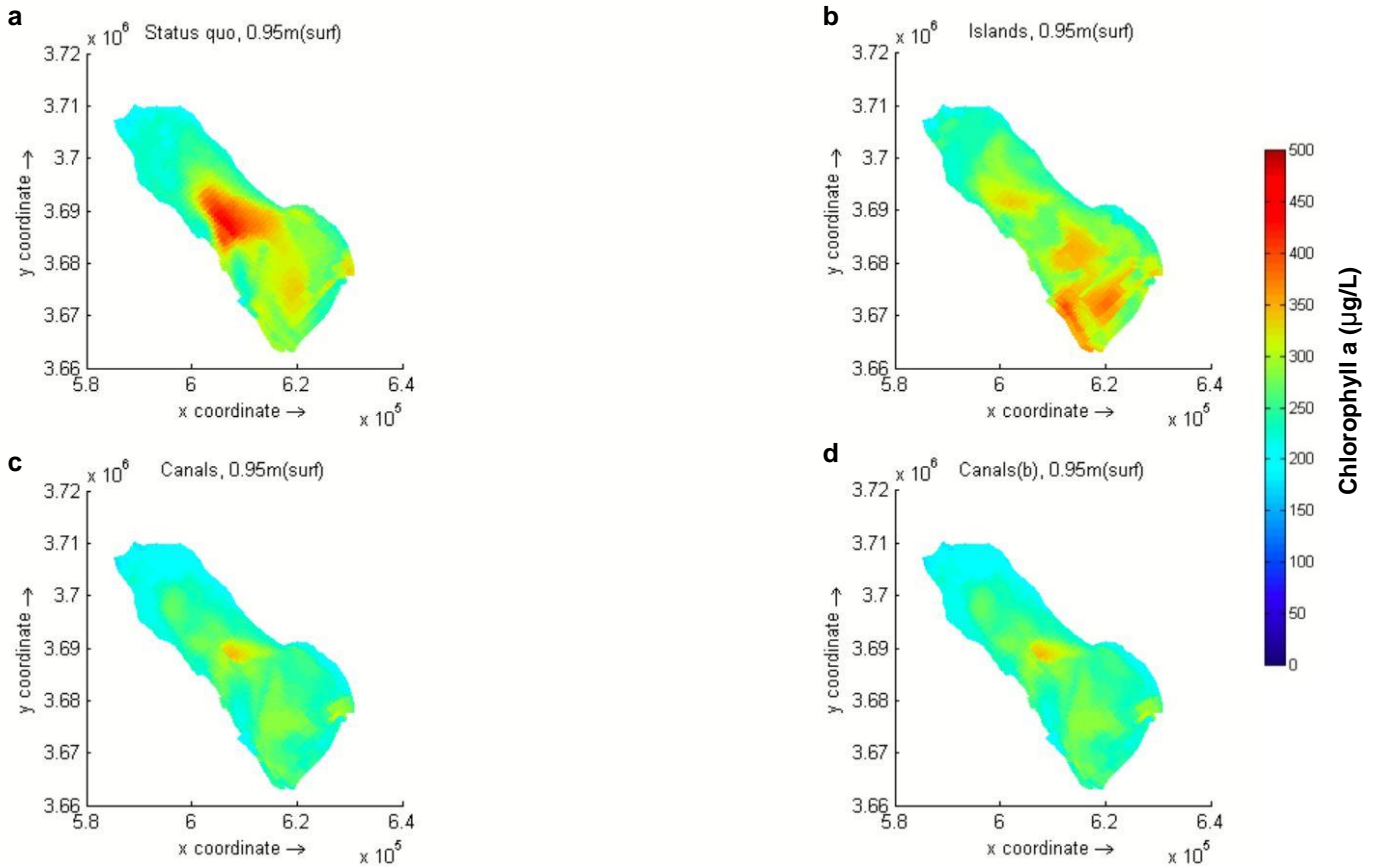 a
x 10^6 Status quo, 0.95m(surf)
3.72
3.71
3.7
3.69
3.68
3.67
3.66
y coordinate →
5.8 6 6.2 6.4
x coordinate → x 10^5
b
x 10^6 Islands, 0.95m(surf)
3.72
3.71
3.7
3.69
3.68
3.67
3.66
y coordinate →
5.8 6 6.2 6.4
x coordinate → x 10^5
500
450
400
350
300
250
200
150
100
50
0
Chlorophyll a (µg/L)
c
x 10^6 Canals, 0.95m(surf)
3.72
3.71
3.7
3.69
3.68
3.67
3.66
y coordinate →
5.8 6 6.2 6.4
x coordinate → x 10^5
d
x 10^6 Canals(b), 0.95m(surf)
3.72
3.71
3.7
3.69
3.68
3.67
3.66
y coordinate →
5.8 6 6.2 6.4
x coordinate → x 10^5